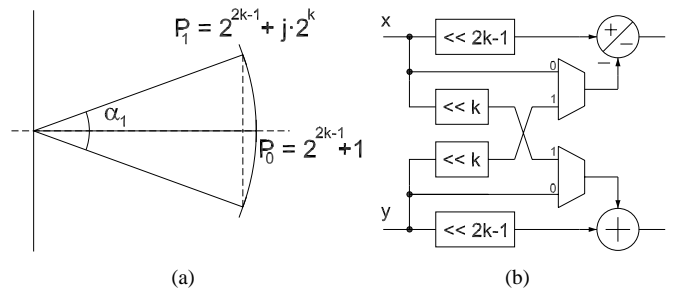 P₁ = 2^{2k-1} + j·2^k
α₁
P₀ = 2^{2k-1} + 1
(a)
x
<< 2k-1
+
−
−
0
1
<< k
<< k
1
0
y
<< 2k-1
+
(b)